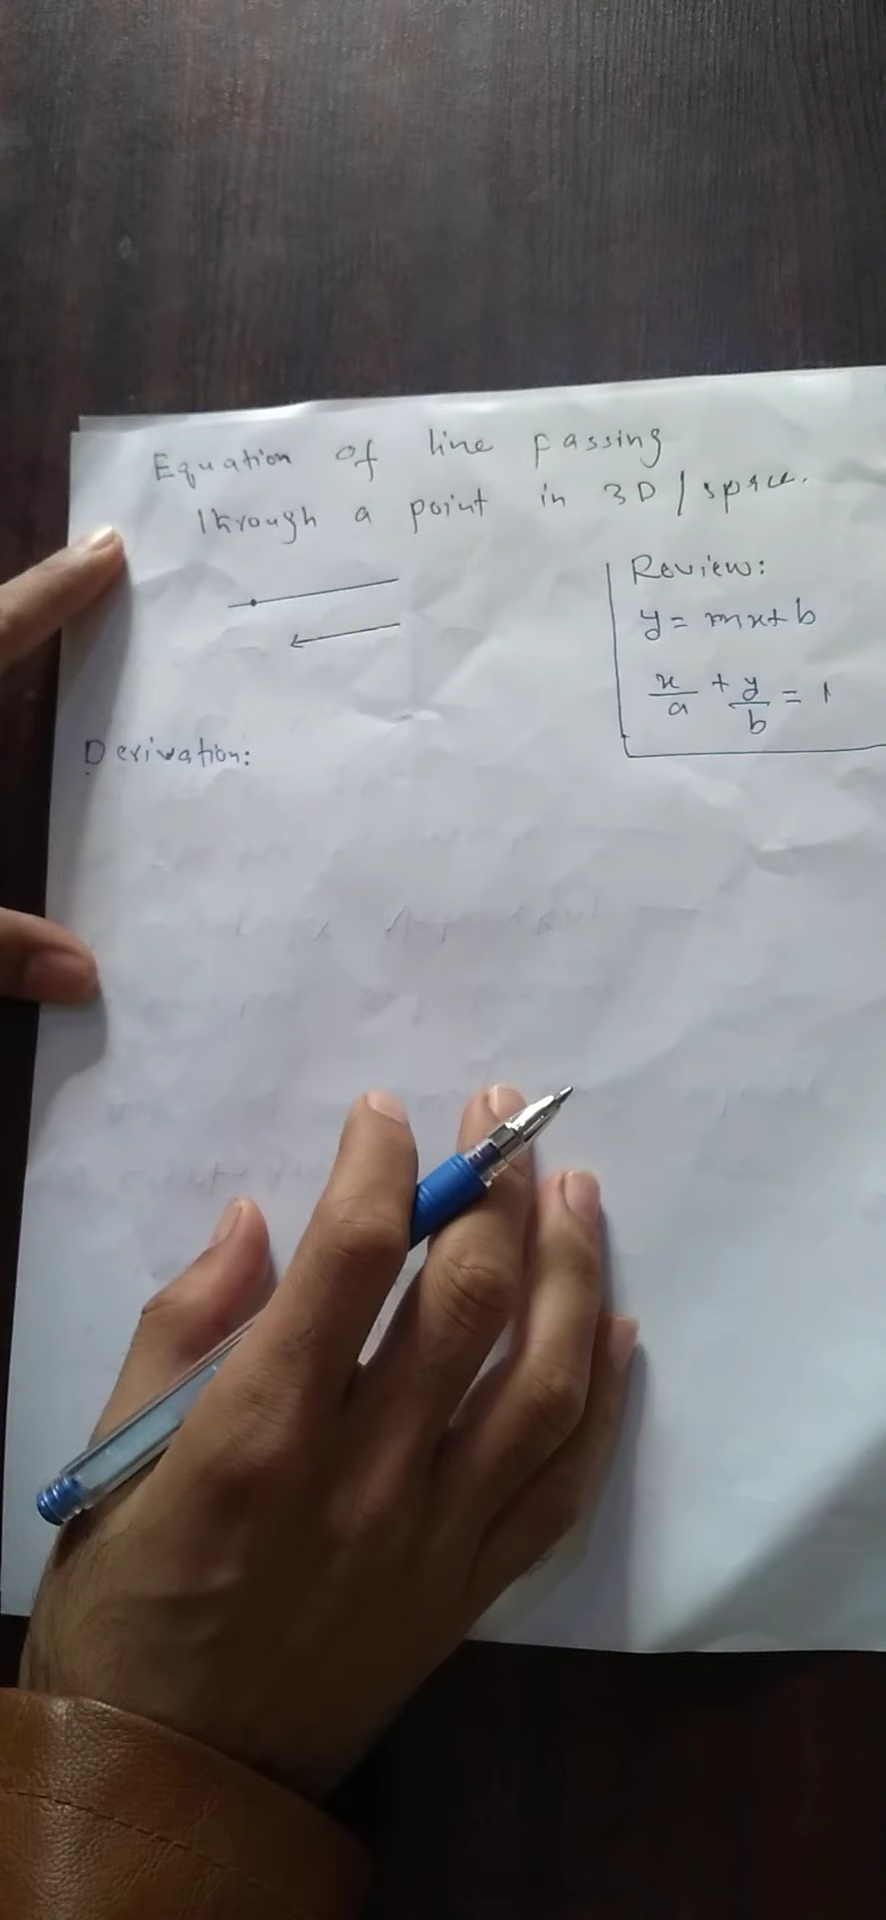 Equation of line passing
through a point in 3D / space.
Review:
y = mx + b
x/a + y/b = 1
Derivation: